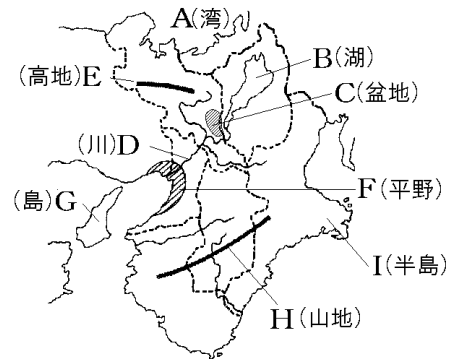 A(湾)
B(湖)
(高地)E
C(盆地)
(川)D
F(平野)
(島)G
I(半島)
H(山地)